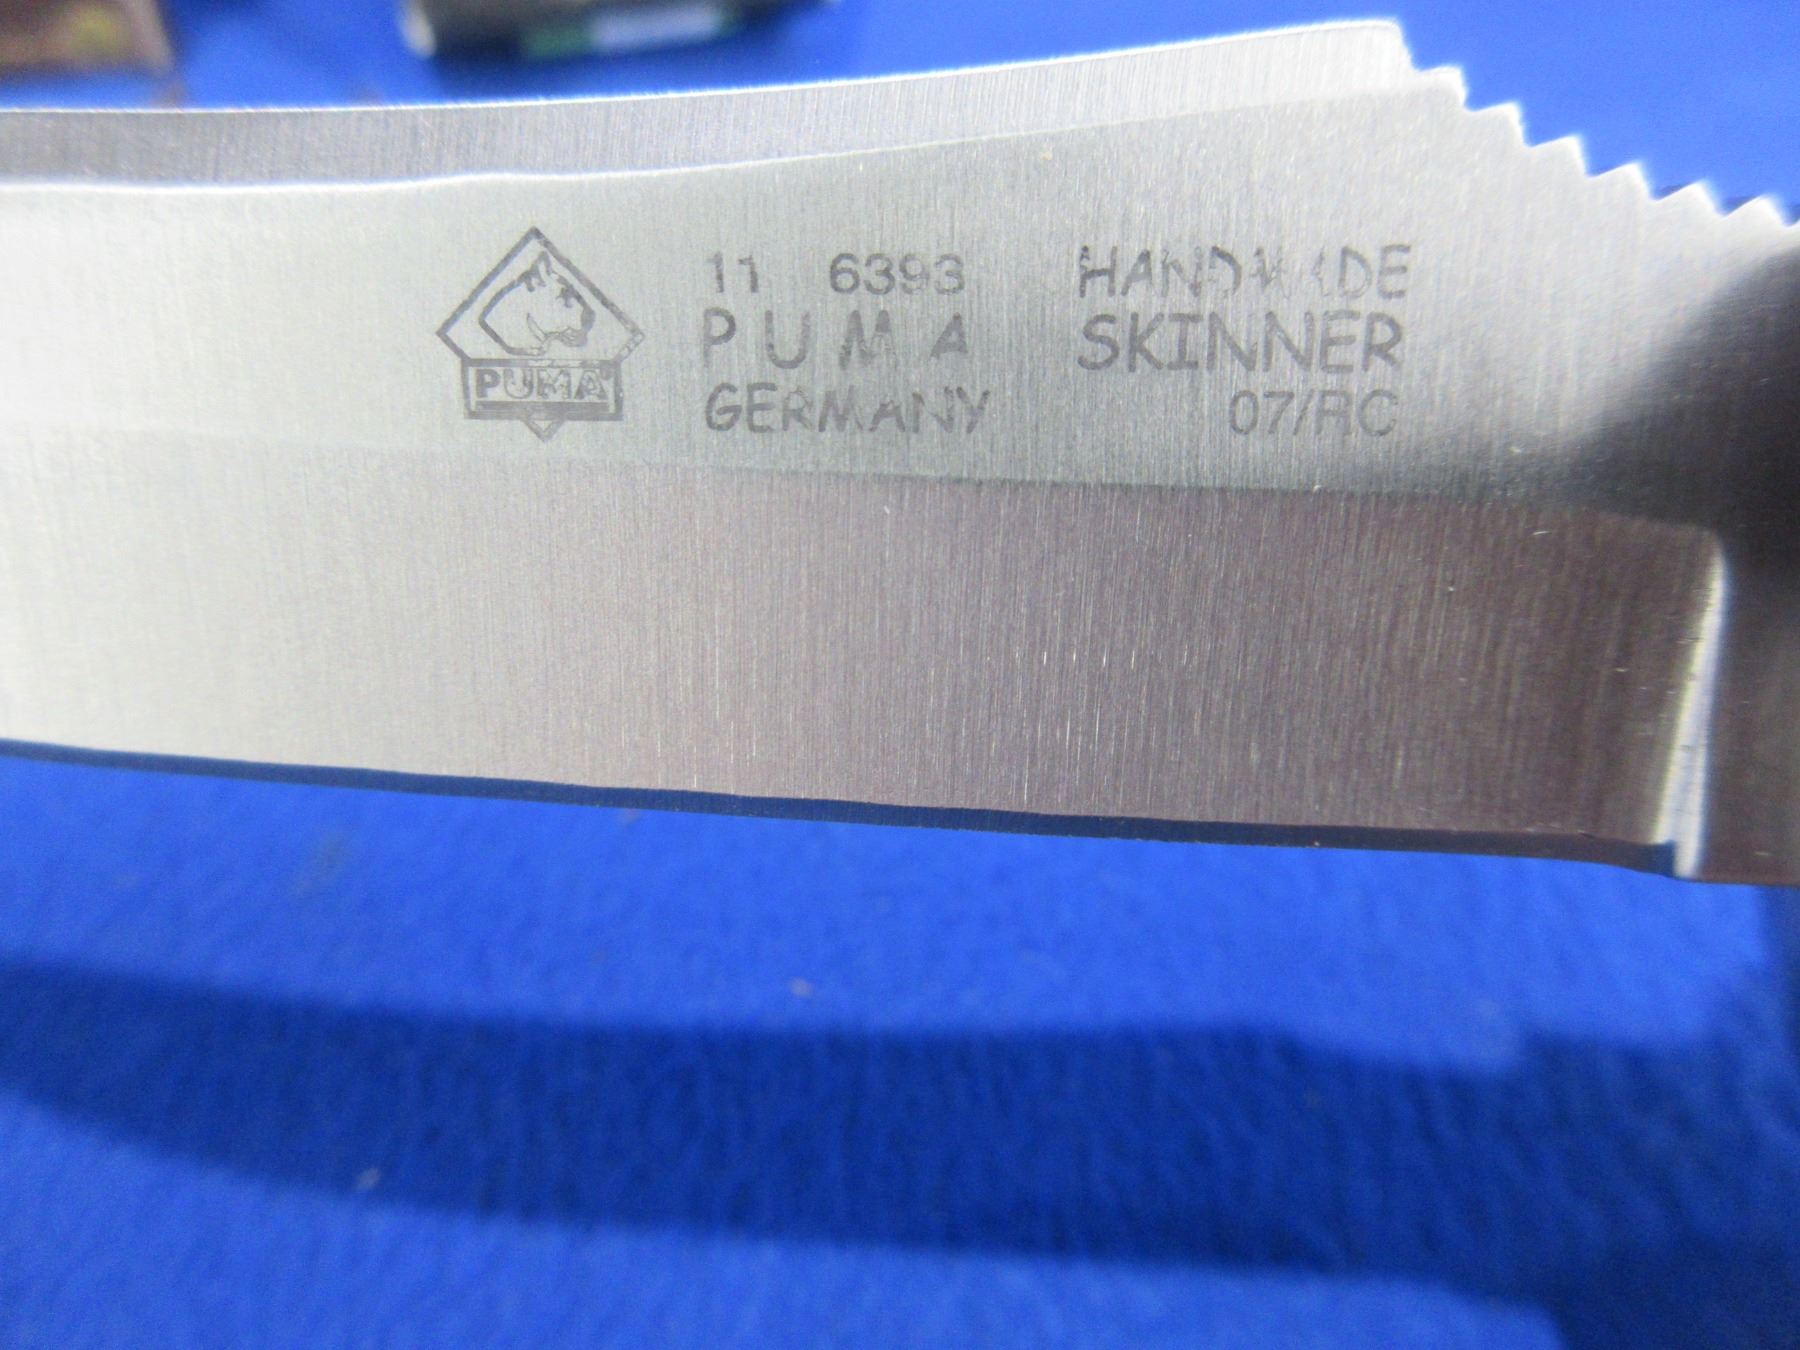 PUMA®
11 6393
PUMA
GERMANY
HANDMADE
SKINNER
07/RC